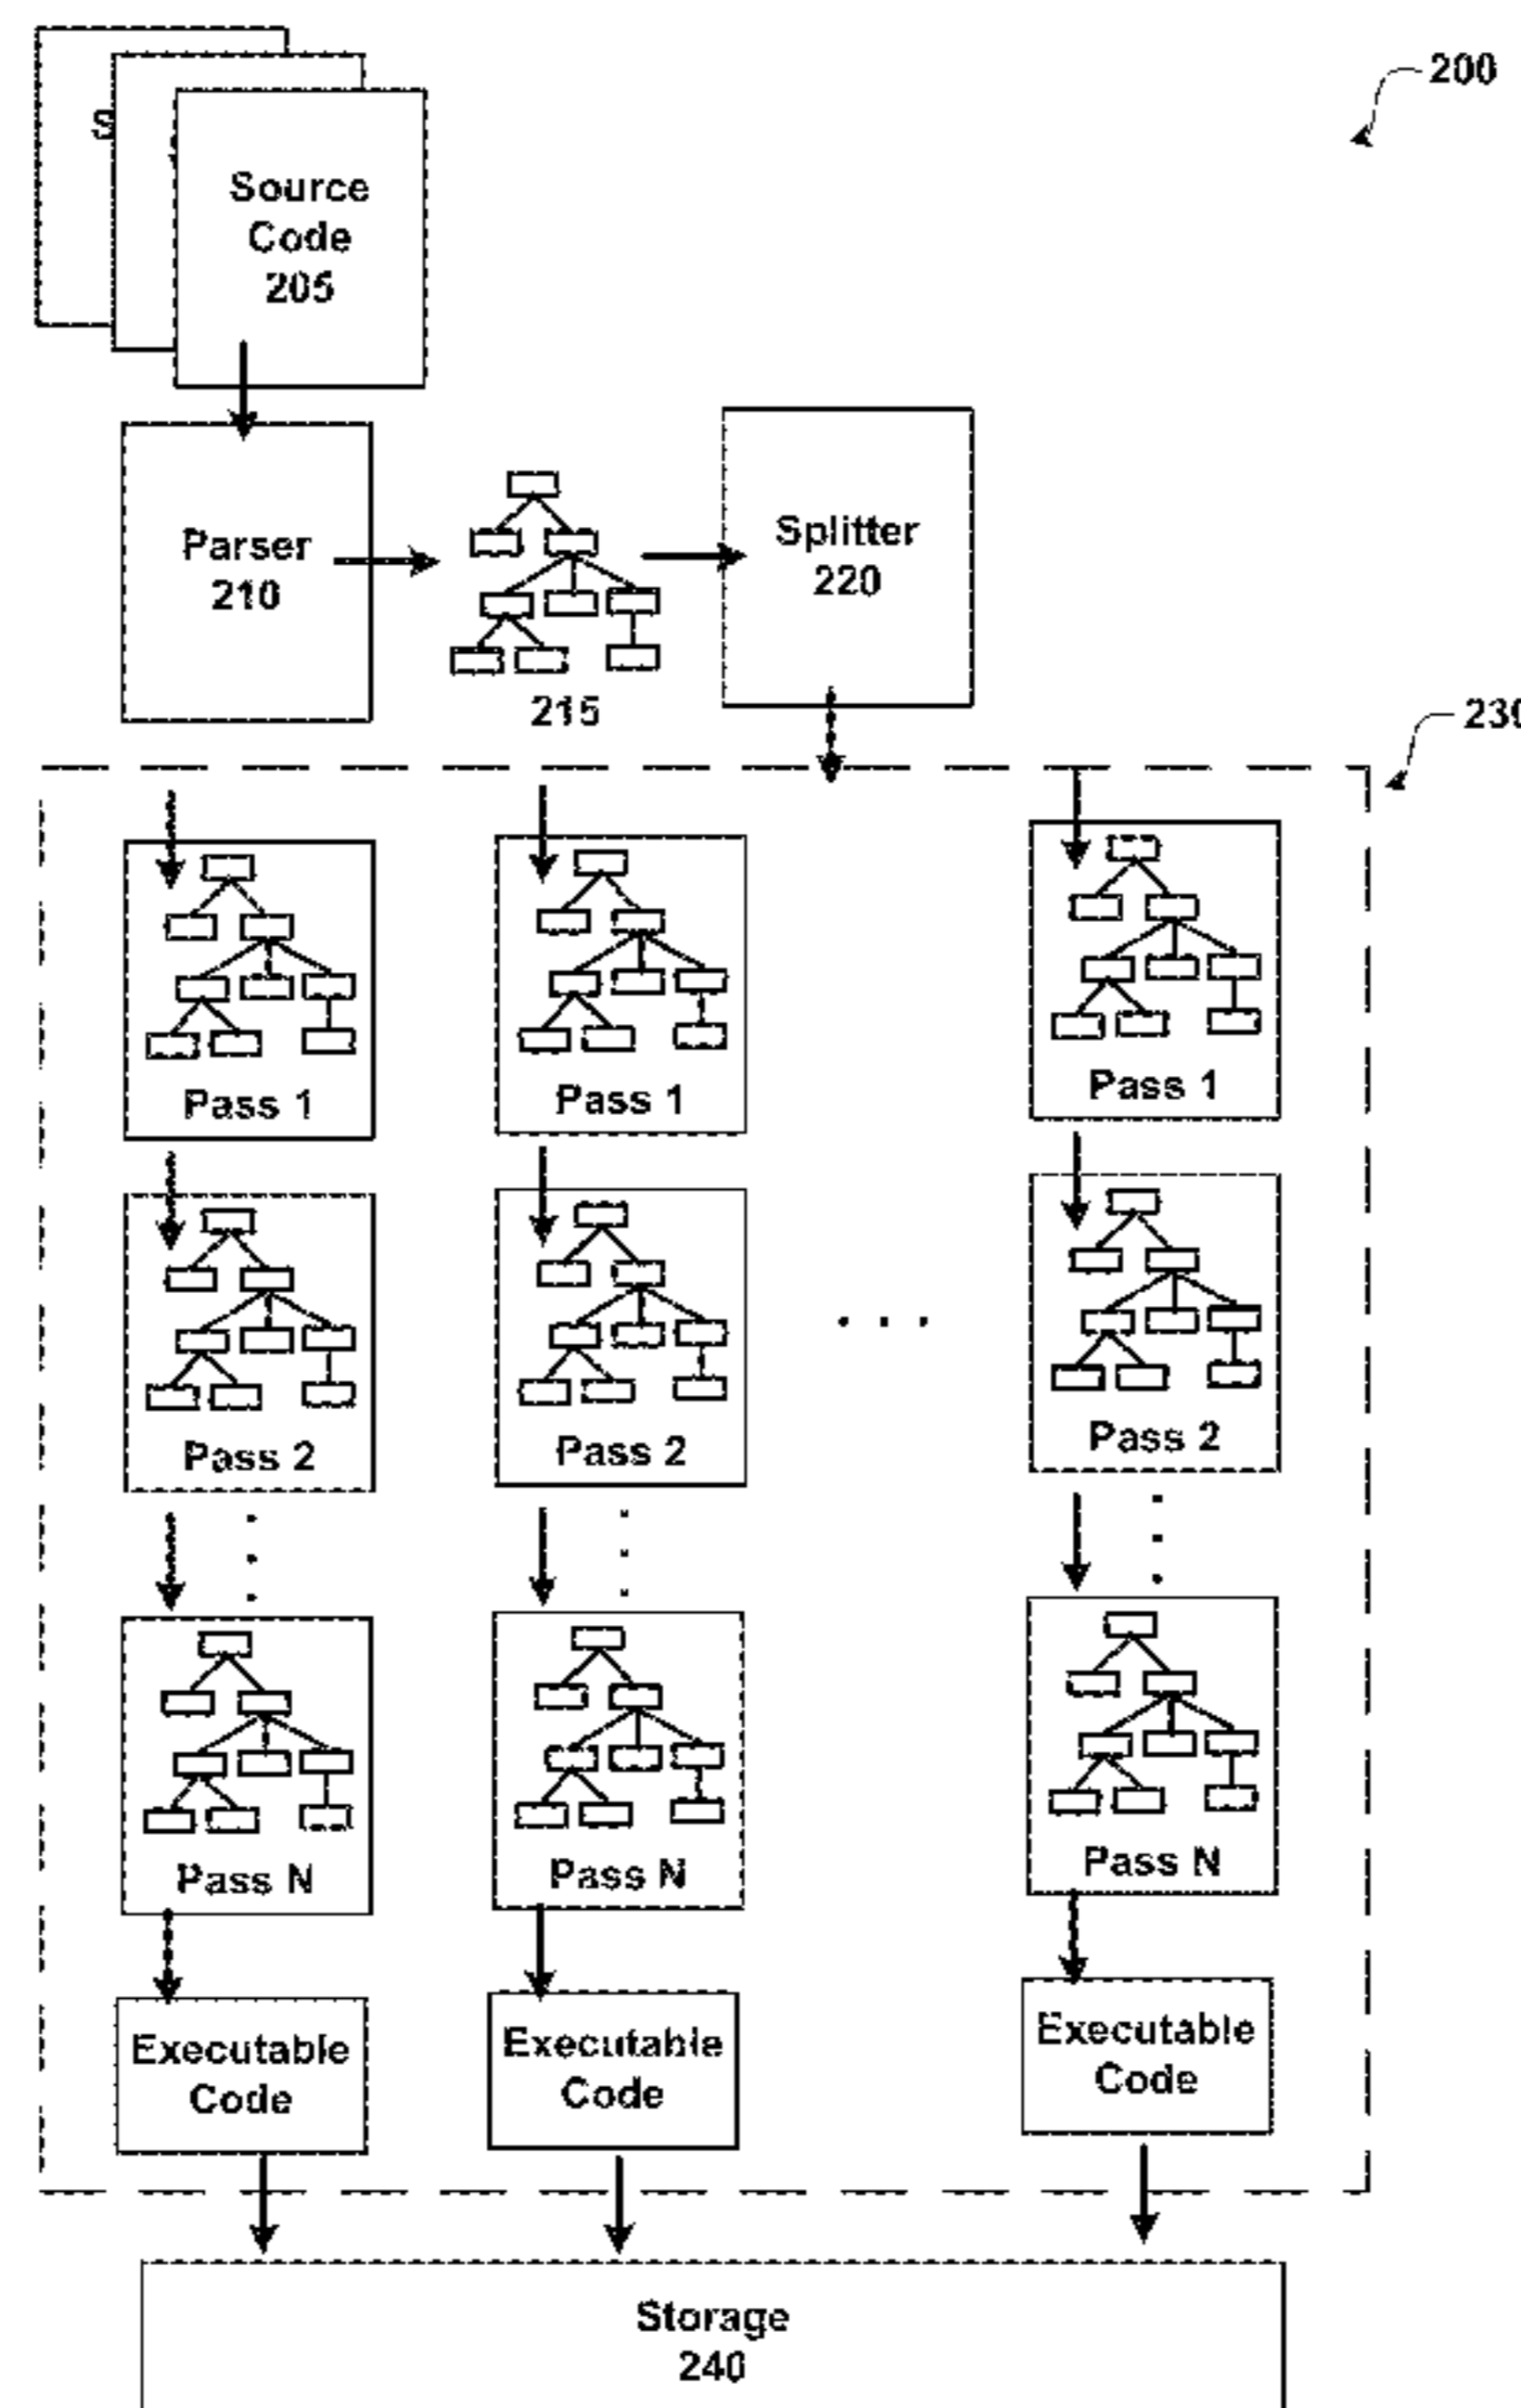 200
S
Source
Code
205
Parser
210
215
Splitter
220
230
Pass 1
Pass 1
Pass 1
Pass 2
Pass 2
. . .
Pass 2
Pass N
Pass N
Pass N
Executable
Code
Executable
Code
Executable
Code
Storage
240